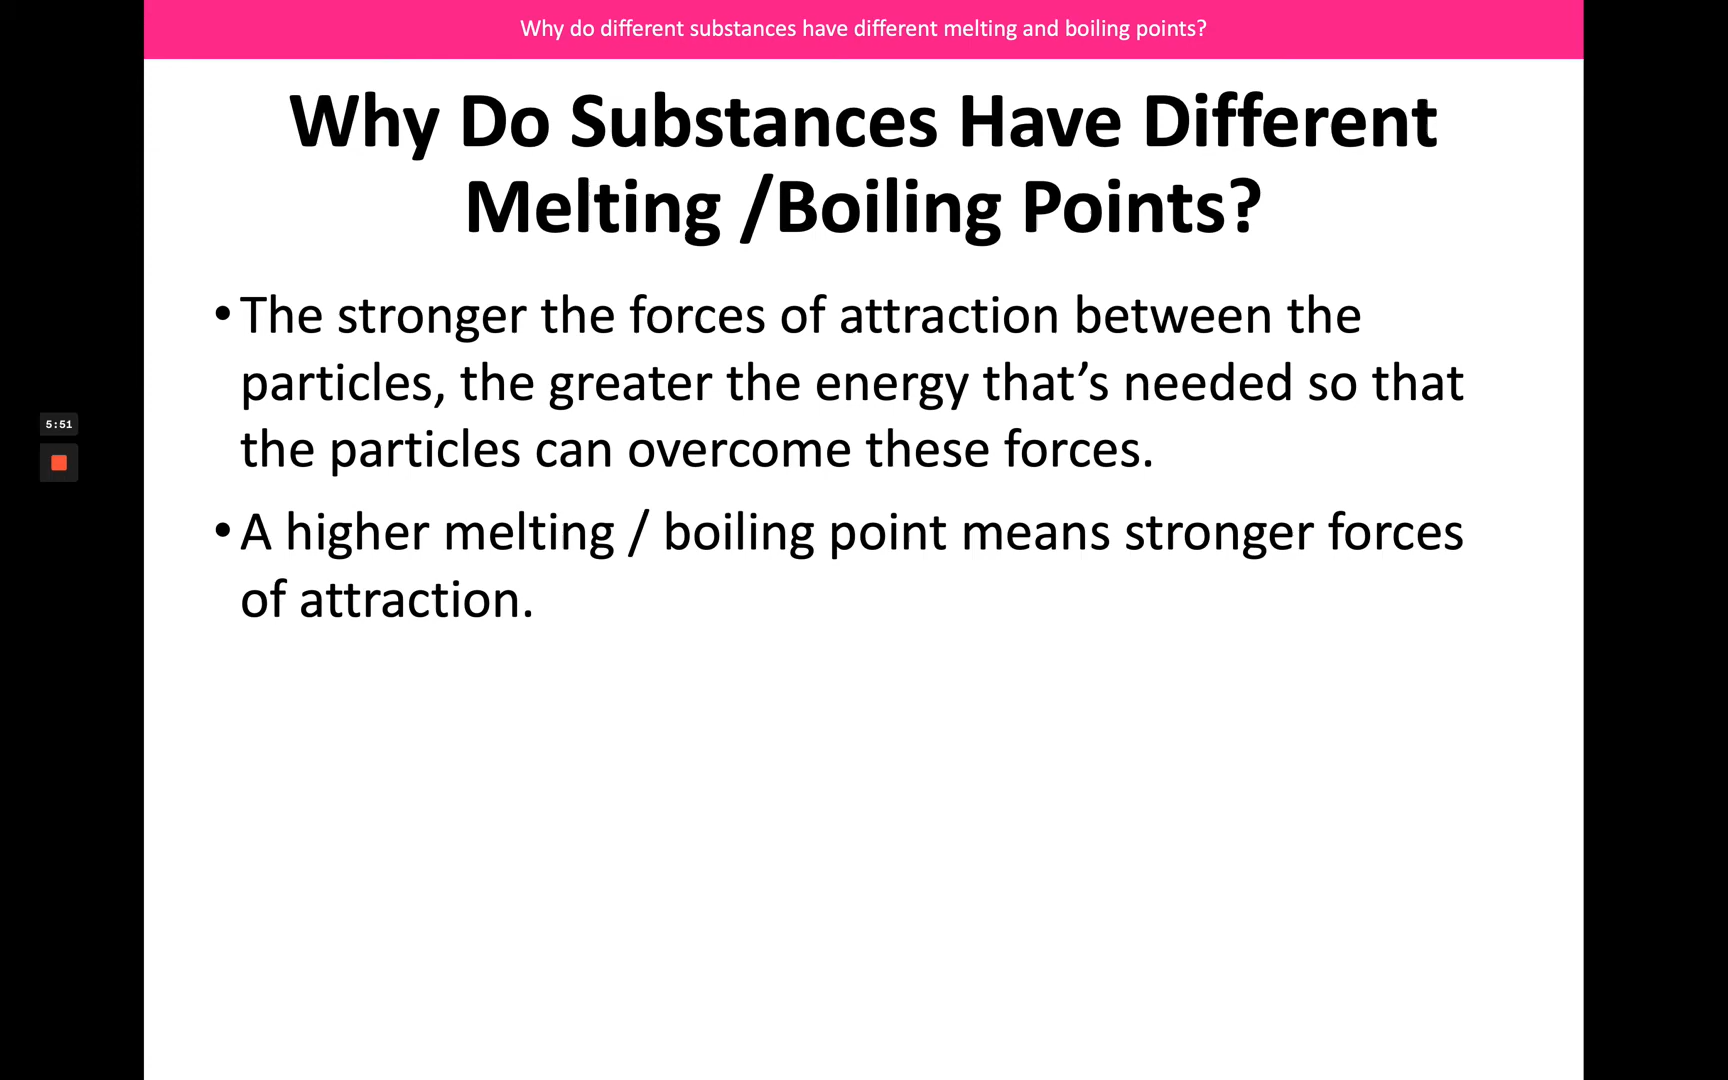 Why do different substances have different melting and boiling points?
Why Do Substances Have Different
Melting /Boiling Points?
•The stronger the forces of attraction between the
particles, the greater the energy that’s needed so that
the particles can overcome these forces.
•A higher melting / boiling point means stronger forces
of attraction.
5:51